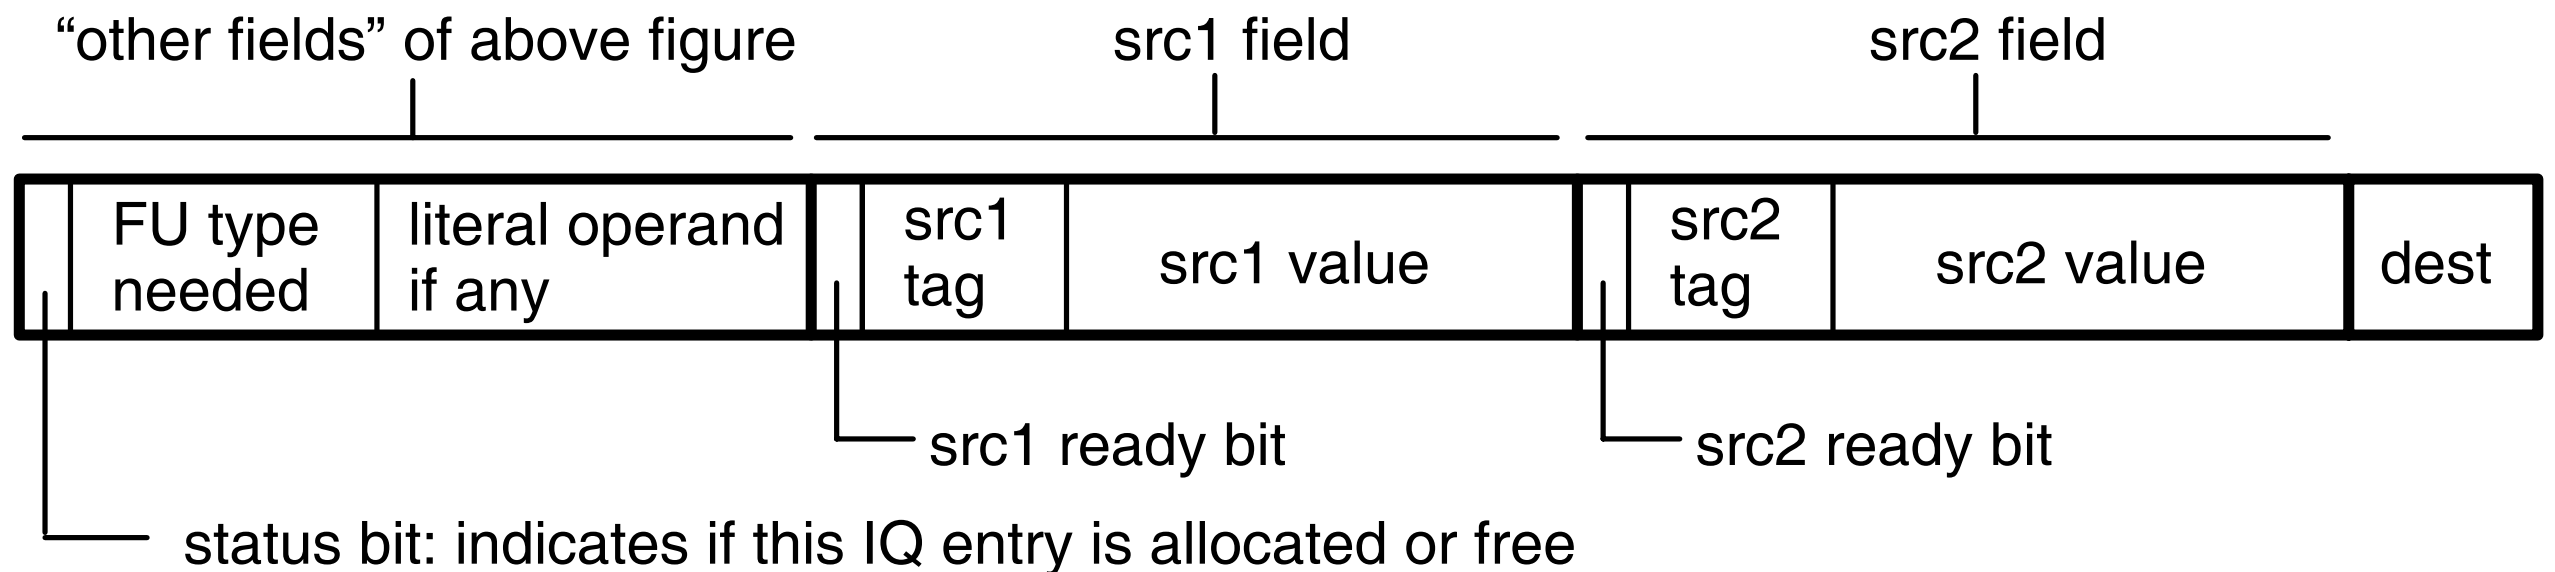 “other fields” of above figure
src1 field
src2 field
FU type
needed
literal operand
if any
src1
tag
src1 value
src2
tag
src2 value
dest
src1 ready bit
src2 ready bit
status bit: indicates if this IQ entry is allocated or free